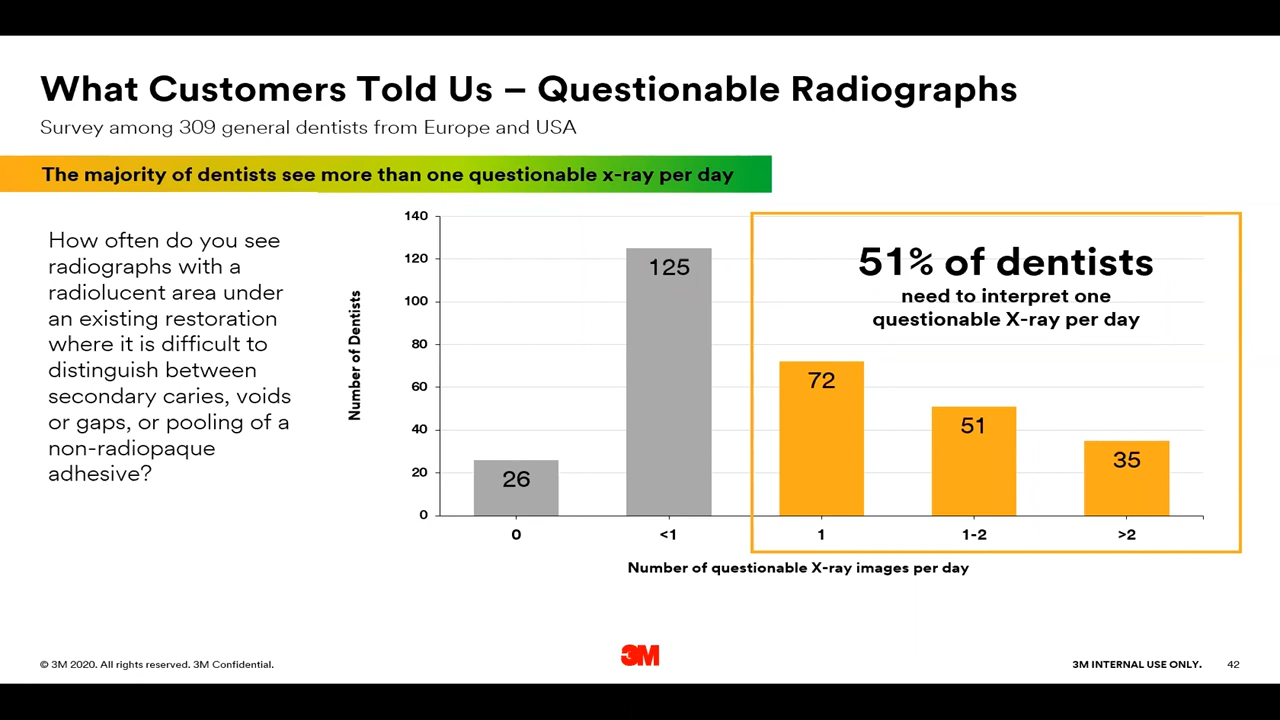 What Customers Told Us – Questionable Radiographs
Survey among 309 general dentists from Europe and USA
The majority of dentists see more than one questionable x-ray per day
How often do you see
radiographs with a
radiolucent area under
an existing restoration
where it is difficult to
distinguish between
secondary caries, voids
or gaps, or pooling of a
non-radiopaque
adhesive?
Number of Dentists
140
120
100
80
60
40
20
0
26
125
72
51
35
51% of dentists
need to interpret one
questionable X-ray per day
0
<1
1
1-2
>2
Number of questionable X-ray images per day
© 3M 2020. All rights reserved. 3M Confidential.
3M
3M INTERNAL USE ONLY.
42